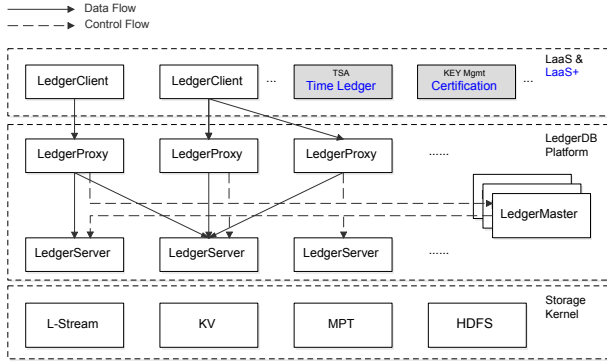 Data Flow
Control Flow
LaaS &
LaaS+
LedgerClient
LedgerClient
...
TSA
Time Ledger
KEY Mgmt
Certification
...
LedgerDB
Platform
LedgerProxy
LedgerProxy
LedgerProxy
......
LedgerMaster
LedgerServer
LedgerServer
LedgerServer
......
Storage
Kernel
L-Stream
KV
MPT
HDFS